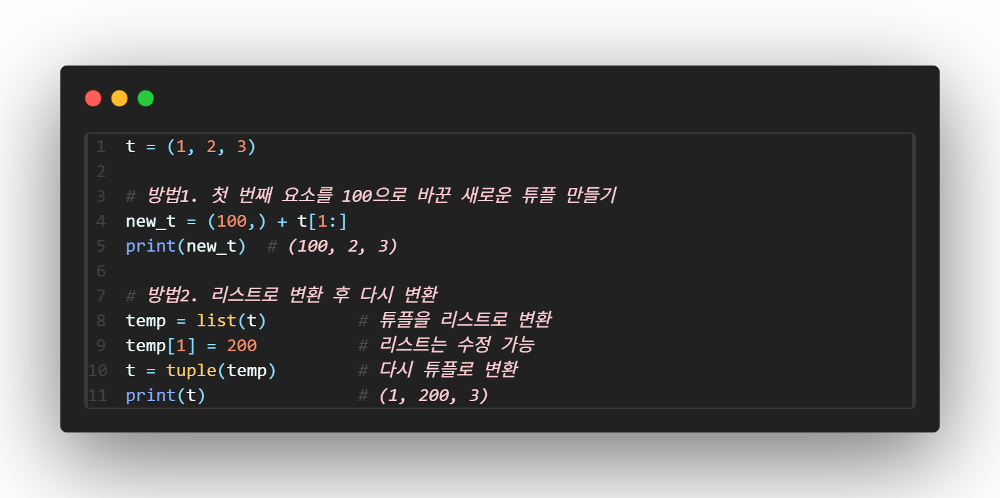 1 t = (1, 2, 3)
2
3 # 방법1. 첫 번째 요소를 100으로 바꾼 새로운 튜플 만들기
4 new_t = (100,) + t[1:]
5 print(new_t)  # (100, 2, 3)
6
7 # 방법2. 리스트로 변환 후 다시 변환
8 temp = list(t)         # 튜플을 리스트로 변환
9 temp[1] = 200          # 리스트는 수정 가능
10 t = tuple(temp)        # 다시 튜플로 변환
11 print(t)               # (1, 200, 3)